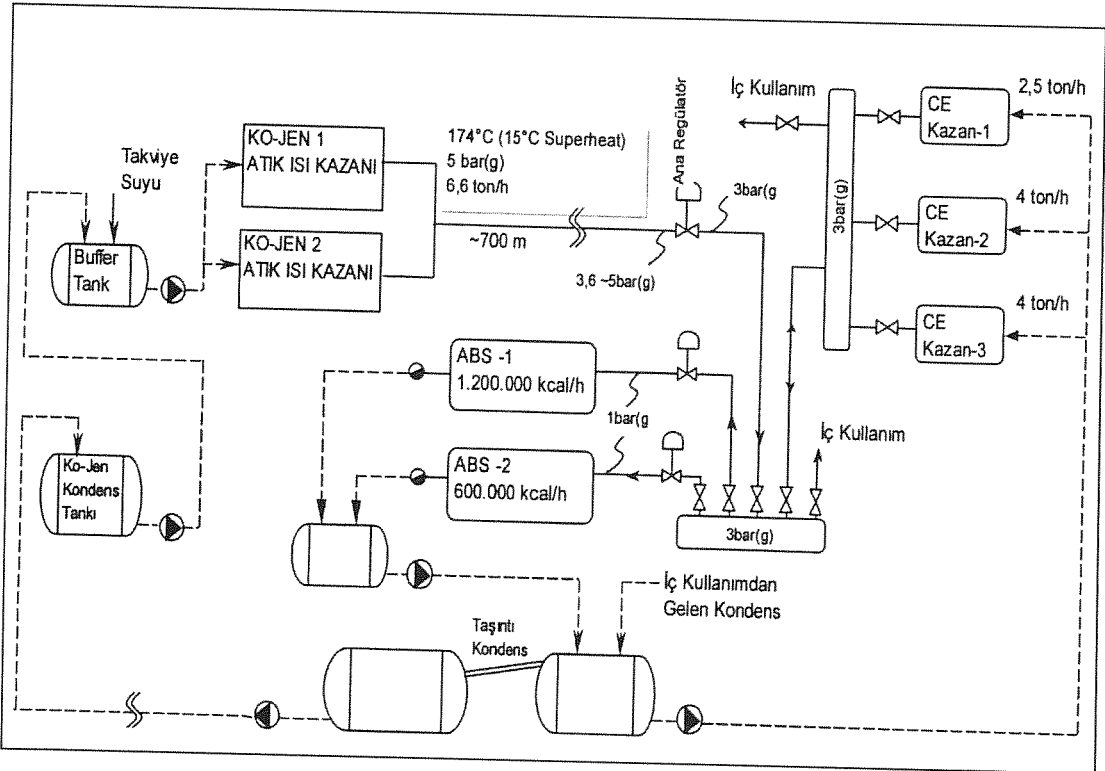 Takviye
Suyu
KO-JEN 1
ATIK ISI KAZANI
174°C (15°C Superheat)
5 bar(g)
6,6 ton/h
Ana Regülatör
İç Kullanım
2,5 ton/h
CE
Kazan-1
3bar(g
3bar(g)
Buffer
Tank
KO-JEN 2
ATIK ISI KAZANI
~700 m
3,6 ~5bar(g)
4 ton/h
CE
Kazan-2
4 ton/h
CE
Kazan-3
ABS -1
1.200.000 kcal/h
1bar(g
ABS -2
600.000 kcal/h
İç Kullanım
Ko-Jen
Kondens
Tankı
3bar(g)
İç Kullanımdan
Gelen Kondens
Taşıntı
Kondens